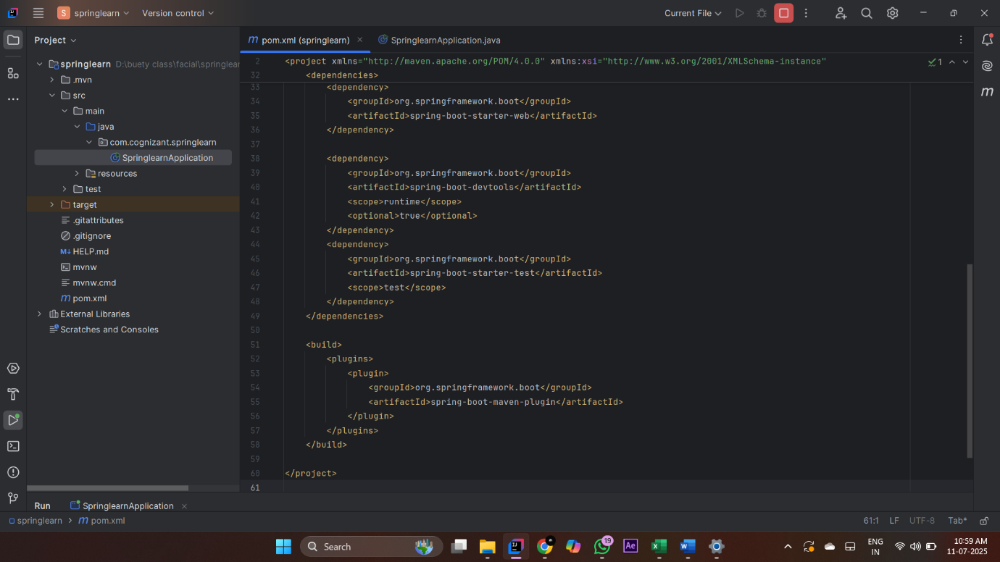 S springlearn Version control Current File
Project
pom.xml (springlearn)
SpringlearnApplication.java
springlearn D:\buety class\facial\springlear
.mvn
src
main
java
com.cognizant.springlearn
SpringlearnApplication
resources
test
target
.gitattributes
.gitignore
M↓ HELP.md
mvnw
mvnw.cmd
m pom.xml
External Libraries
Scratches and Consoles
2 <project xmlns="http://maven.apache.org/POM/4.0.0" xmlns:xsi="http://www.w3.org/2001/XMLSchema-instance" 1
32 <dependencies>
33 <dependency>
34 <groupId>org.springframework.boot</groupId>
35 <artifactId>spring-boot-starter-web</artifactId>
36 </dependency>
37
38 <dependency>
39 <groupId>org.springframework.boot</groupId>
40 <artifactId>spring-boot-devtools</artifactId>
41 <scope>runtime</scope>
42 <optional>true</optional>
43 </dependency>
44 <dependency>
45 <groupId>org.springframework.boot</groupId>
46 <artifactId>spring-boot-starter-test</artifactId>
47 <scope>test</scope>
48 </dependency>
49 </dependencies>
50
51 <build>
52 <plugins>
53 <plugin>
54 <groupId>org.springframework.boot</groupId>
55 <artifactId>spring-boot-maven-plugin</artifactId>
56 </plugin>
57 </plugins>
58 </build>
59
60 </project>
61
Run SpringlearnApplication
springlearn > m pom.xml 61:1 LF UTF-8 Tab*
Search 19 Ae ENG IN 10:59 AM 11-07-2025